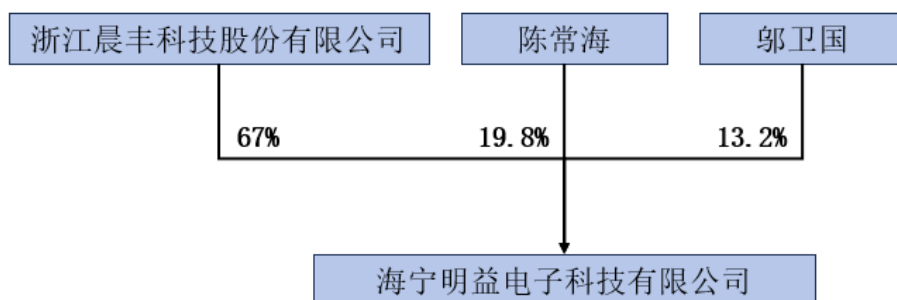 浙江晨丰科技股份有限公司
陈常海
邬卫国
67%
19.8%
13.2%
海宁明益电子科技有限公司